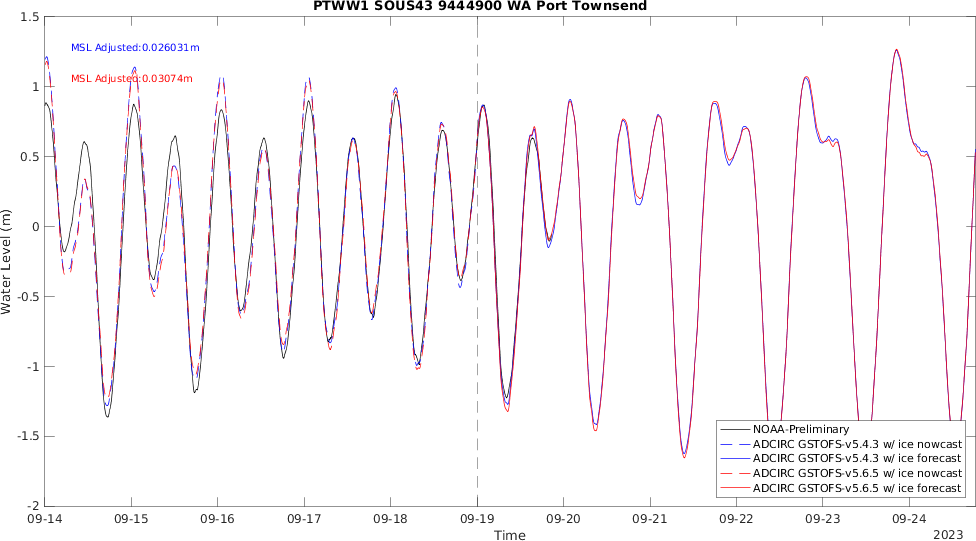 PTWW1 SOUS43 9444900 WA Port Townsend
1.5
MSL Adjusted:0.026031m
MSL Adjusted:0.03074m
1
0.5
0
-0.5
-1
-1.5
-2
Water Level (m)
NOAA-Preliminary
ADCIRC GSTOFS-v5.4.3 w/ ice nowcast
ADCIRC GSTOFS-v5.4.3 w/ ice forecast
ADCIRC GSTOFS-v5.6.5 w/ ice nowcast
ADCIRC GSTOFS-v5.6.5 w/ ice forecast
09-14 09-15 09-16 09-17 09-18 09-19 09-20 09-21 09-22 09-23 09-24
Time
2023